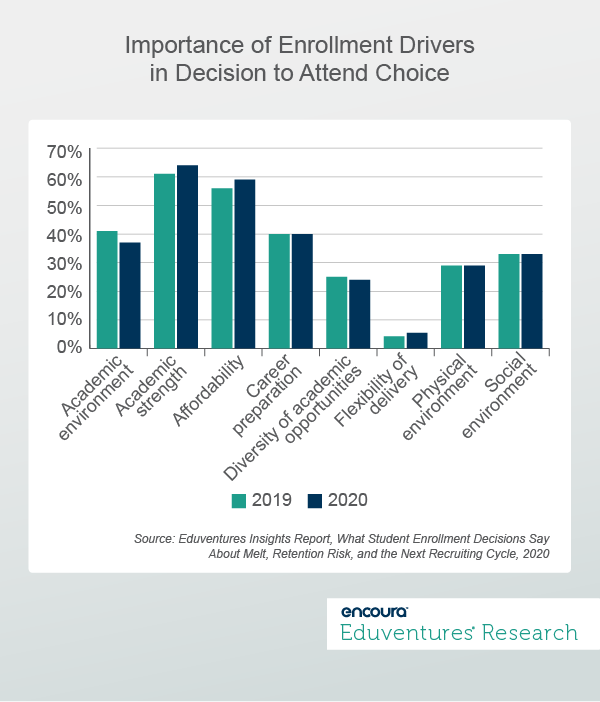 Importance of Enrollment Drivers
in Decision to Attend Choice
70%
60%
50%
40%
30%
20%
10%
0%
Academic
environment
Academic
strength
Affordability
Career
preparation
Diversity of academic
opportunities
Flexibility of
delivery
Physical
environment
Social
environment
2019
2020
Source: Eduventures Insights Report, What Student Enrollment Decisions Say
About Melt, Retention Risk, and the Next Recruiting Cycle, 2020
encoura
Eduventures® Research